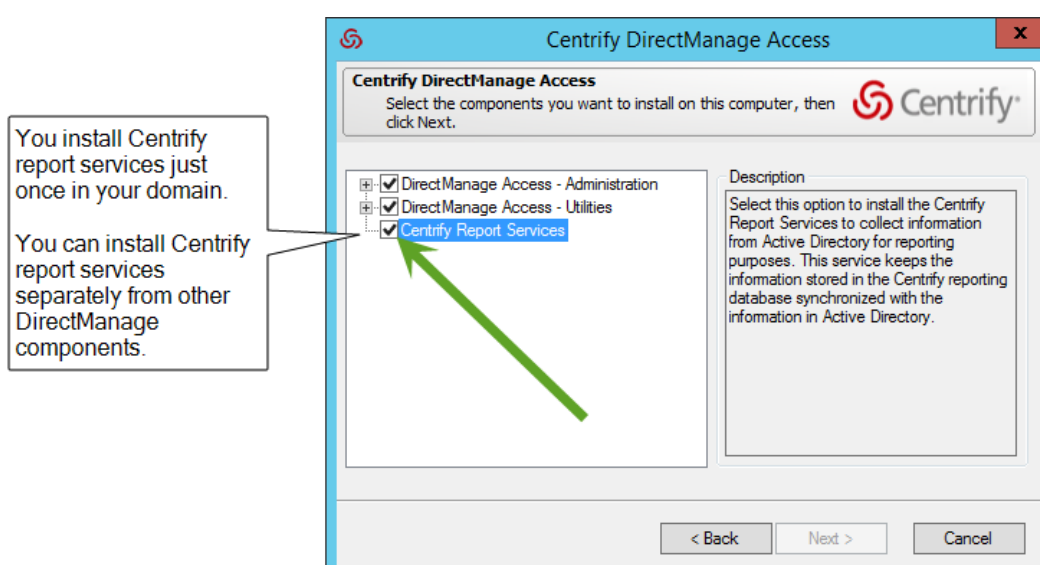 Centrify DirectManage Access
x
Centrify DirectManage Access
Select the components you want to install on this computer, then
click Next.
Centrify
You install Centrify
report services just
once in your domain.
You can install Centrify
report services
separately from other
DirectManage
components.
DirectManage Access - Administration
DirectManage Access - Utilities
Centrify Report Services
Description
Select this option to install the Centrify
Report Services to collect information
from Active Directory for reporting
purposes. This service keeps the
information stored in the Centrify reporting
database synchronized with the
information in Active Directory.
< Back
Next >
Cancel